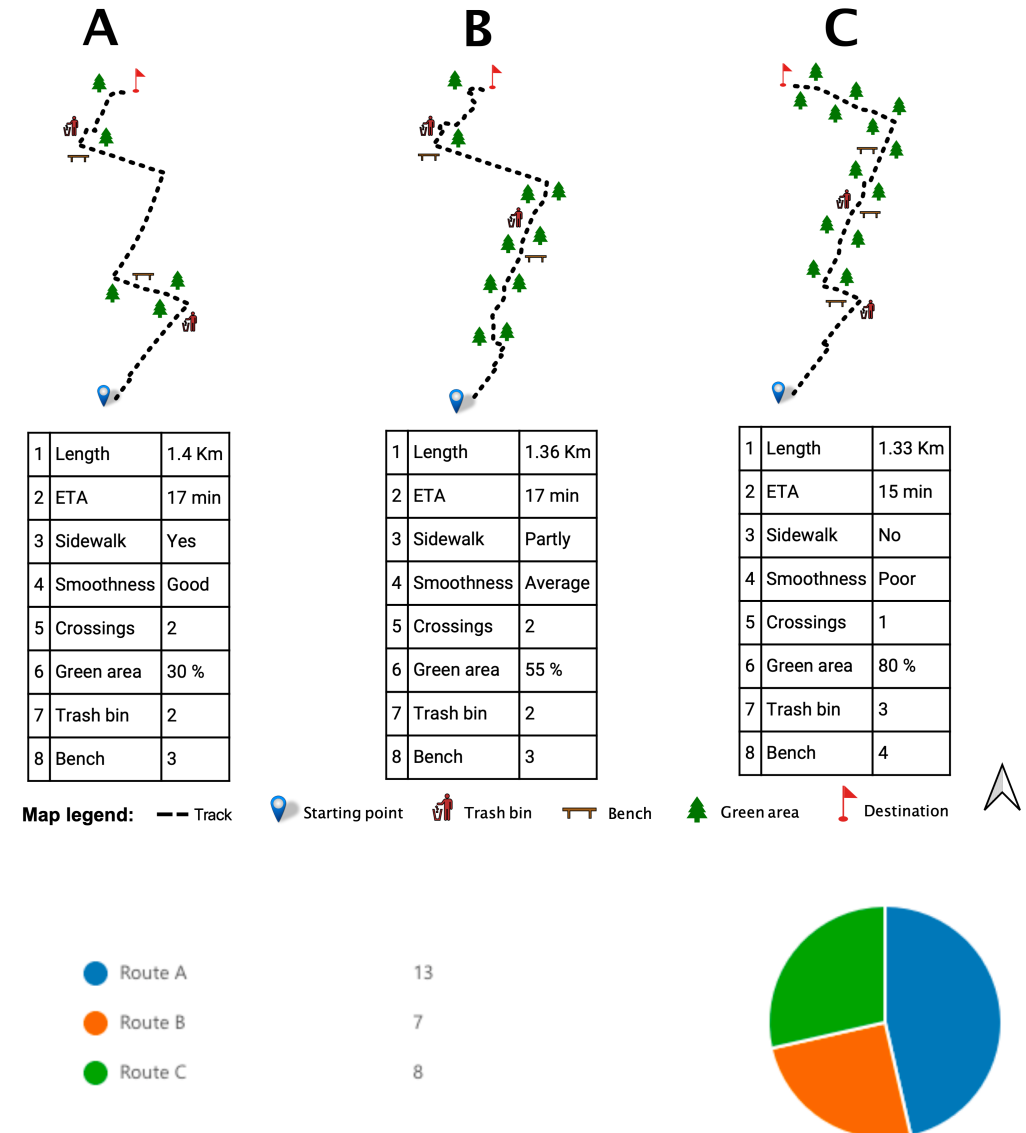 A B C
1 Length 1.4 Km
2 ETA 17 min
3 Sidewalk Yes
4 Smoothness Good
5 Crossings 2
6 Green area 30 %
7 Trash bin 2
8 Bench 3
1 Length 1.36 Km
2 ETA 17 min
3 Sidewalk Partly
4 Smoothness Average
5 Crossings 2
6 Green area 55 %
7 Trash bin 2
8 Bench 3
1 Length 1.33 Km
2 ETA 15 min
3 Sidewalk No
4 Smoothness Poor
5 Crossings 1
6 Green area 80 %
7 Trash bin 3
8 Bench 4
Map legend: Track Starting point Trash bin Bench Green area Destination
Route A 13
Route B 7
Route C 8